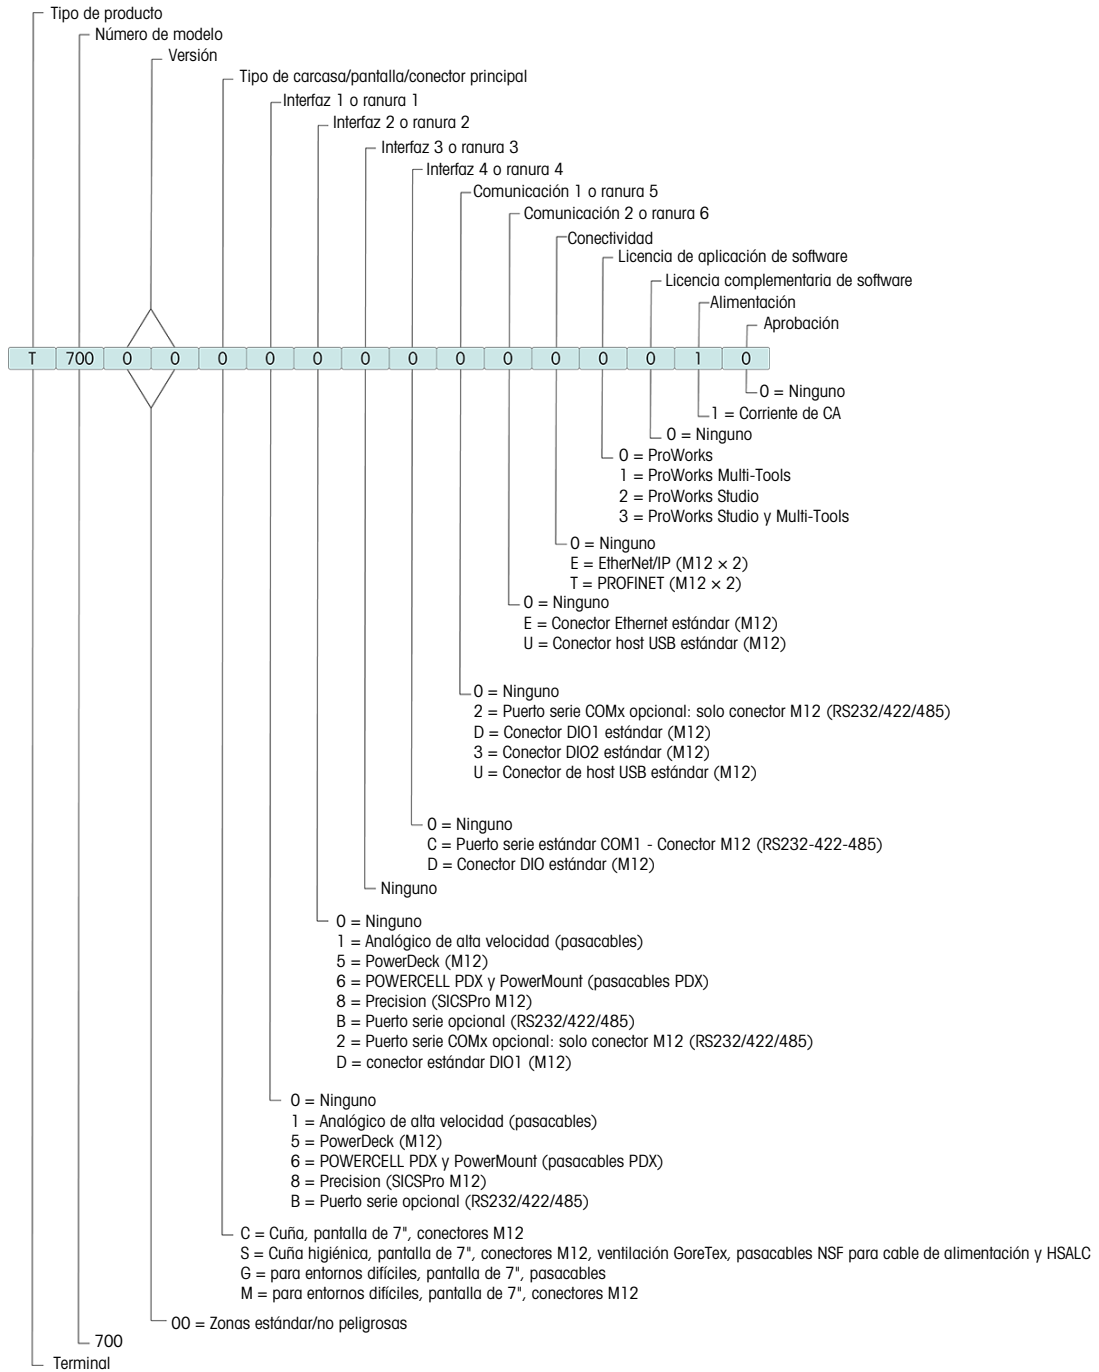 Tipo de producto
Número de modelo
Versión
Tipo de carcasa/pantalla/conector principal
Interfaz 1 o ranura 1
Interfaz 2 o ranura 2
Interfaz 3 o ranura 3
Interfaz 4 o ranura 4
Comunicación 1 o ranura 5
Comunicación 2 o ranura 6
Conectividad
Licencia de aplicación de software
Licencia complementaria de software
Alimentación
Aprobación
T 700 0 0 0 0 0 0 0 0 0 0 0 0 1 0
0 = Ninguno
1 = Corriente de CA
0 = Ninguno
0 = ProWorks
1 = ProWorks Multi-Tools
2 = ProWorks Studio
3 = ProWorks Studio y Multi-Tools
0 = Ninguno
E = EtherNet/IP (M12 × 2)
T = PROFINET (M12 × 2)
0 = Ninguno
E = Conector Ethernet estándar (M12)
U = Conector host USB estándar (M12)
0 = Ninguno
2 = Puerto serie COMx opcional: solo conector M12 (RS232/422/485)
D = Conector DIO1 estándar (M12)
3 = Conector DIO2 estándar (M12)
U = Conector de host USB estándar (M12)
0 = Ninguno
C = Puerto serie estándar COM1 - Conector M12 (RS232-422-485)
D = Conector DIO estándar (M12)
Ninguno
0 = Ninguno
1 = Analógico de alta velocidad (pasacables)
5 = PowerDeck (M12)
6 = POWERCELL PDX y PowerMount (pasacables PDX)
8 = Precision (SICSPro M12)
B = Puerto serie opcional (RS232/422/485)
2 = Puerto serie COMx opcional: solo conector M12 (RS232/422/485)
D = conector estándar DIO1 (M12)
0 = Ninguno
1 = Analógico de alta velocidad (pasacables)
5 = PowerDeck (M12)
6 = POWERCELL PDX y PowerMount (pasacables PDX)
8 = Precision (SICSPro M12)
B = Puerto serie opcional (RS232/422/485)
C = Cuña, pantalla de 7", conectores M12
S = Cuña higiénica, pantalla de 7", conectores M12, ventilación GoreTex, pasacables NSF para cable de alimentación y HSALC
G = para entornos difíciles, pantalla de 7", pasacables
M = para entornos difíciles, pantalla de 7", conectores M12
00 = Zonas estándar/no peligrosas
700
Terminal